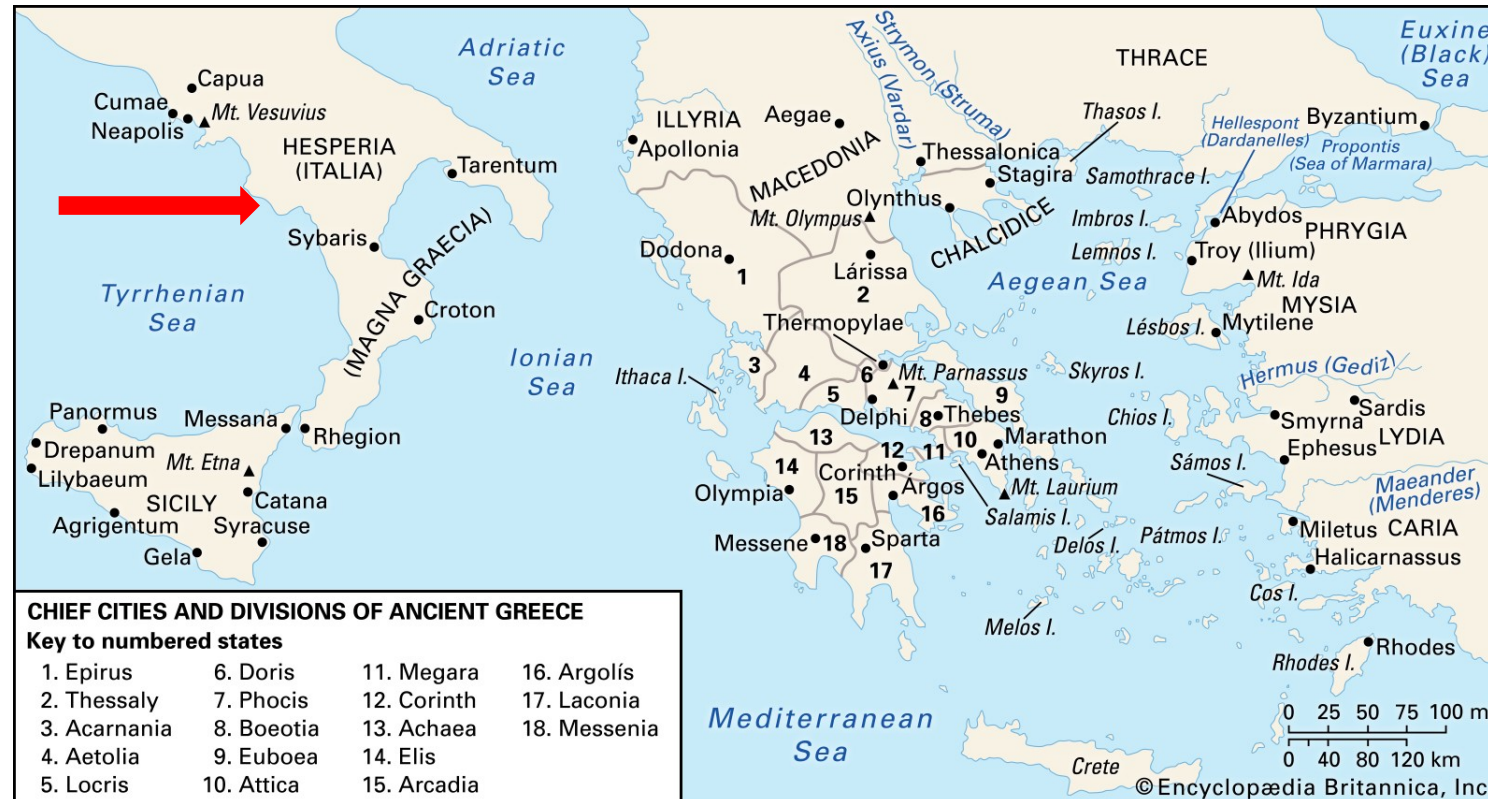 Adriatic
Sea
Euxine
(Black)
Sea
THRACE
Axius (Vardar)
Strymon (Struma)
Capua
Cumae
Mt. Vesuvius
Neapolis
HESPERIA
(ITALIA)
Tarentum
ILLYRIA
Apollonia
Aegae
MACEDONIA
Thasos I.
Hellespont
(Dardanelles)
Byzantium
Propontis
(Sea of Marmara)
Thessalonica
Stagira
Samothrace I.
Olynthus
Mt. Olympus
CHALCIDICE
Imbros I.
Abydos
PHRYGIA
Sybaris
(MAGNA GRAECIA)
Dodona
1
Lárissa
2
Lemnos I.
Troy (Ilium)
Mt. Ida
Aegean Sea
MYSIA
Tyrrhenian
Sea
Croton
Thermopylae
Lésbos I.
Mytilene
Ionian
Sea
Ithaca I.
3
4
5
6
Mt. Parnassus
7
9
Skyros I.
Hermus (Gediz)
Panormus
Messana
Rhegion
Delphi
8
Thebes
Chios I.
Smyrna
Sardis
Drepanum
Mt. Etna
13
12
11
10
Marathon
Athens
Ephesus
LYDIA
Lilybaeum
SICILY
Catana
14
Corinth
Sámos I.
Maeander
(Menderes)
Olympia
15
Árgos
Mt. Laurium
Agrigentum
Syracuse
16
Salamis I.
Miletus
CARIA
Gela
Messene
18
Sparta
Delos I.
Pátmos I.
Halicarnassus
17
Cos I.
Melos I.
Rhodes
Rhodes I.
Mediterranean
Sea
Crete
CHIEF CITIES AND DIVISIONS OF ANCIENT GREECE
Key to numbered states
1. Epirus
2. Thessaly
3. Acarnania
4. Aetolia
5. Locris
6. Doris
7. Phocis
8. Boeotia
9. Euboea
10. Attica
11. Megara
12. Corinth
13. Achaea
14. Elis
15. Arcadia
16. Argolís
17. Laconia
18. Messenia
0 25 50 75 100 m
0 40 80 120 km
© Encyclopædia Britannica, Inc